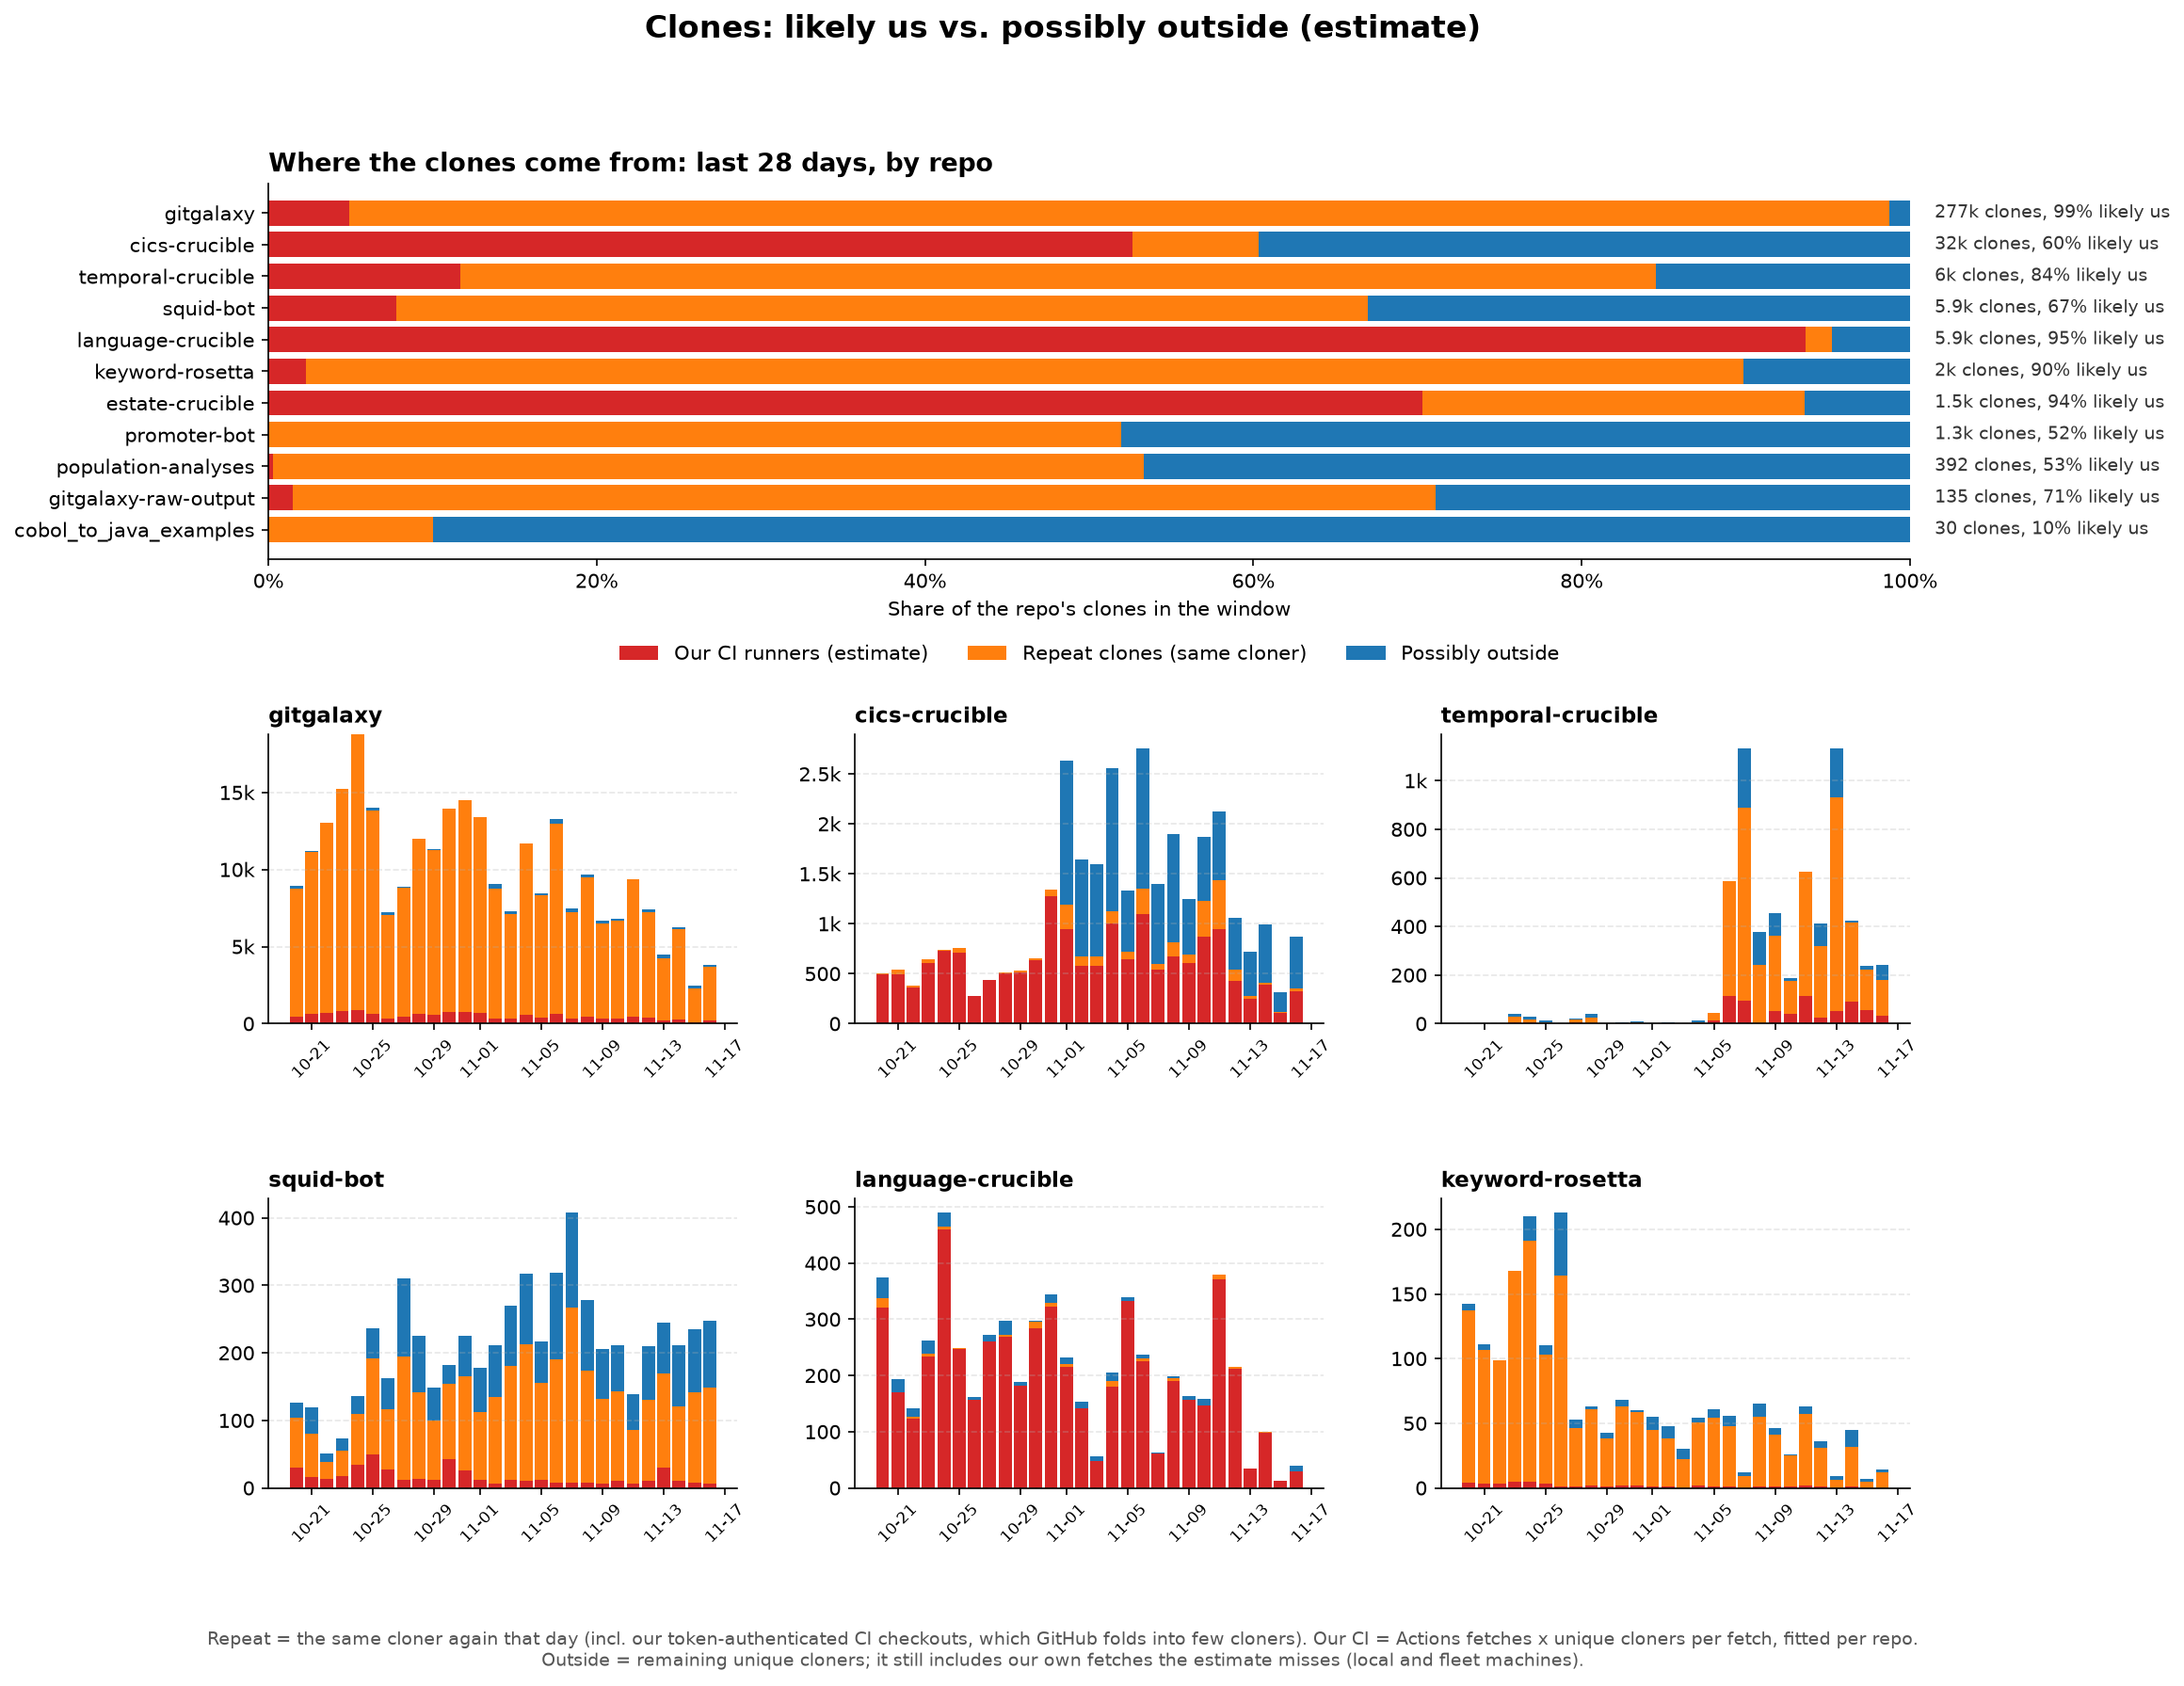 Clones: likely us vs. possibly outside (estimate)
Where the clones come from: last 28 days, by repo
gitgalaxy
277k clones, 99% likely us
cics-crucible
32k clones, 60% likely us
temporal-crucible
6k clones, 84% likely us
squid-bot
5.9k clones, 67% likely us
language-crucible
5.9k clones, 95% likely us
keyword-rosetta
2k clones, 90% likely us
estate-crucible
1.5k clones, 94% likely us
promoter-bot
1.3k clones, 52% likely us
population-analyses
392 clones, 53% likely us
gitgalaxy-raw-output
135 clones, 71% likely us
cobol_to_java_examples
30 clones, 10% likely us
0% 20% 40% 60% 80% 100%
Share of the repo's clones in the window
Our CI runners (estimate) Repeat clones (same cloner) Possibly outside
gitgalaxy
15k
10k
5k
0
10-21 10-25 10-29 11-01 11-05 11-09 11-13 11-17
cics-crucible
2.5k
2k
1.5k
1k
500
0
10-21 10-25 10-29 11-01 11-05 11-09 11-13 11-17
temporal-crucible
1k
800
600
400
200
0
10-21 10-25 10-29 11-01 11-05 11-09 11-13 11-17
squid-bot
400
300
200
100
0
10-21 10-25 10-29 11-01 11-05 11-09 11-13 11-17
language-crucible
500
400
300
200
100
0
10-21 10-25 10-29 11-01 11-05 11-09 11-13 11-17
keyword-rosetta
200
150
100
50
0
10-21 10-25 10-29 11-01 11-05 11-09 11-13 11-17
Repeat = the same cloner again that day (incl. our token-authenticated CI checkouts, which GitHub folds into few cloners). Our CI = Actions fetches x unique cloners per fetch, fitted per repo.
Outside = remaining unique cloners; it still includes our own fetches the estimate misses (local and fleet machines).